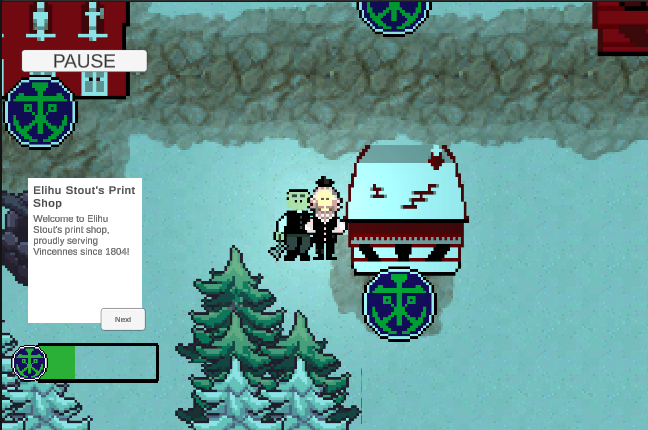 PAUSE
Elihu Stout's Print
Shop
Welcome to Elihu
Stout's print shop,
proudly serving
Vincennes since 1804!
Next